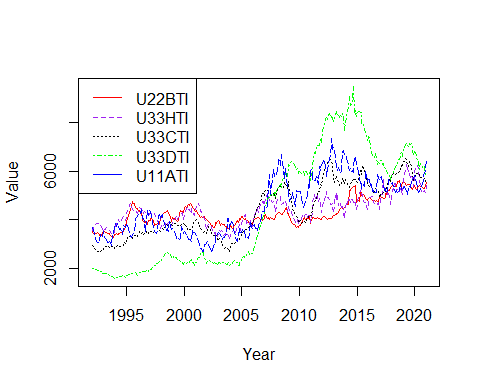 U22BTI
U33HTI
U33CTI
U33DTI
U11ATI
Value
6000
2000
1995 2000 2005 2010 2015 2020
Year